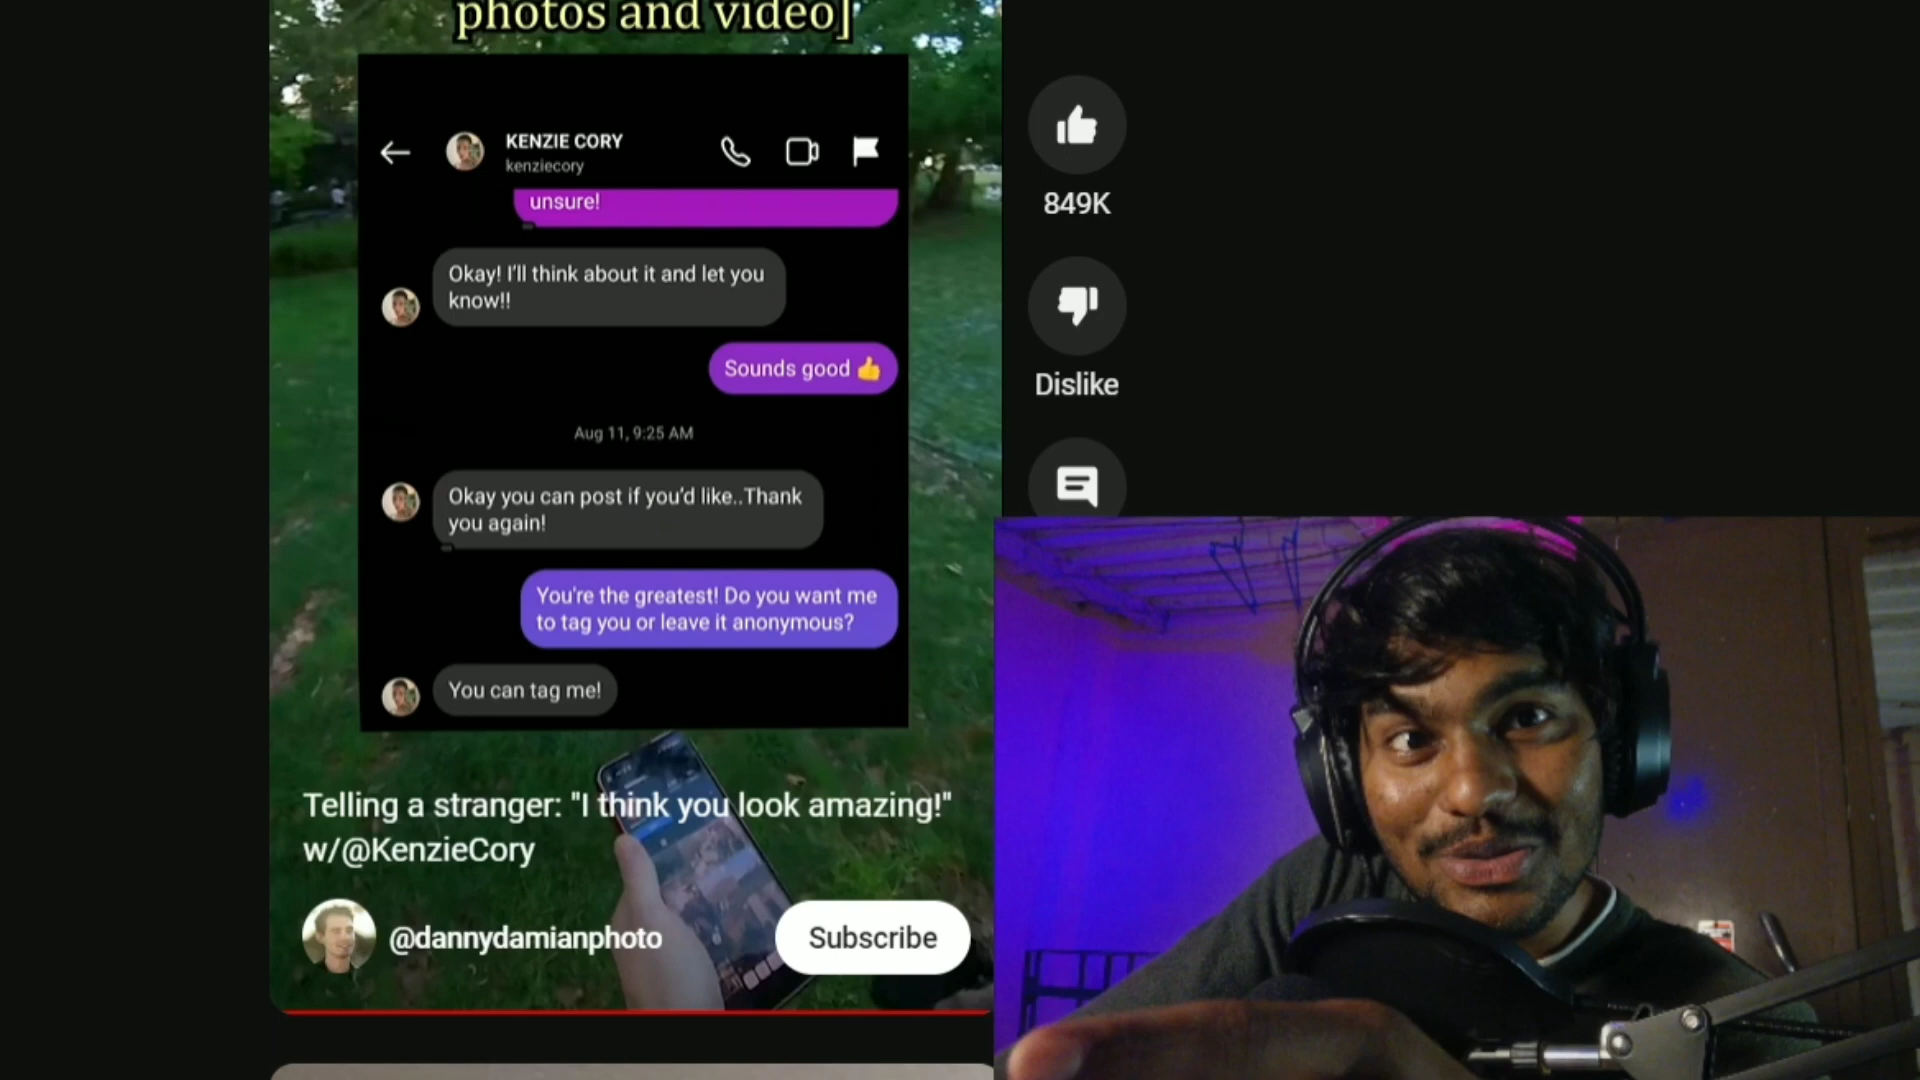 photos and video]
KENZIE CORY
kenziecory
unsure!
Okay! I'll think about it and let you
know!!
Sounds good 👍
Aug 11, 9:25 AM
Okay you can post if you'd like..Thank
you again!
You're the greatest! Do you want me
to tag you or leave it anonymous?
You can tag me!
Telling a stranger: "I think you look amazing!"
w/@KenzieCory
@dannydamianphoto
Subscribe
849K
Dislike